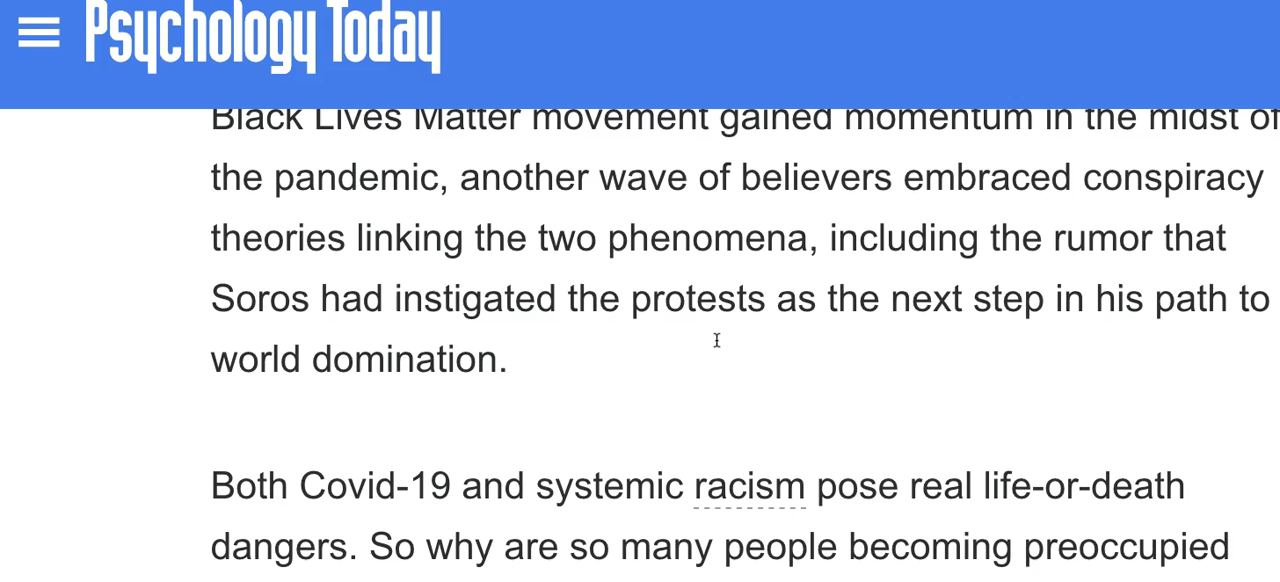 Psychology Today
Black Lives Matter movement gained momentum in the midst of
the pandemic, another wave of believers embraced conspiracy
theories linking the two phenomena, including the rumor that
Soros had instigated the protests as the next step in his path to
world domination.
Both Covid-19 and systemic racism pose real life-or-death
dangers. So why are so many people becoming preoccupied